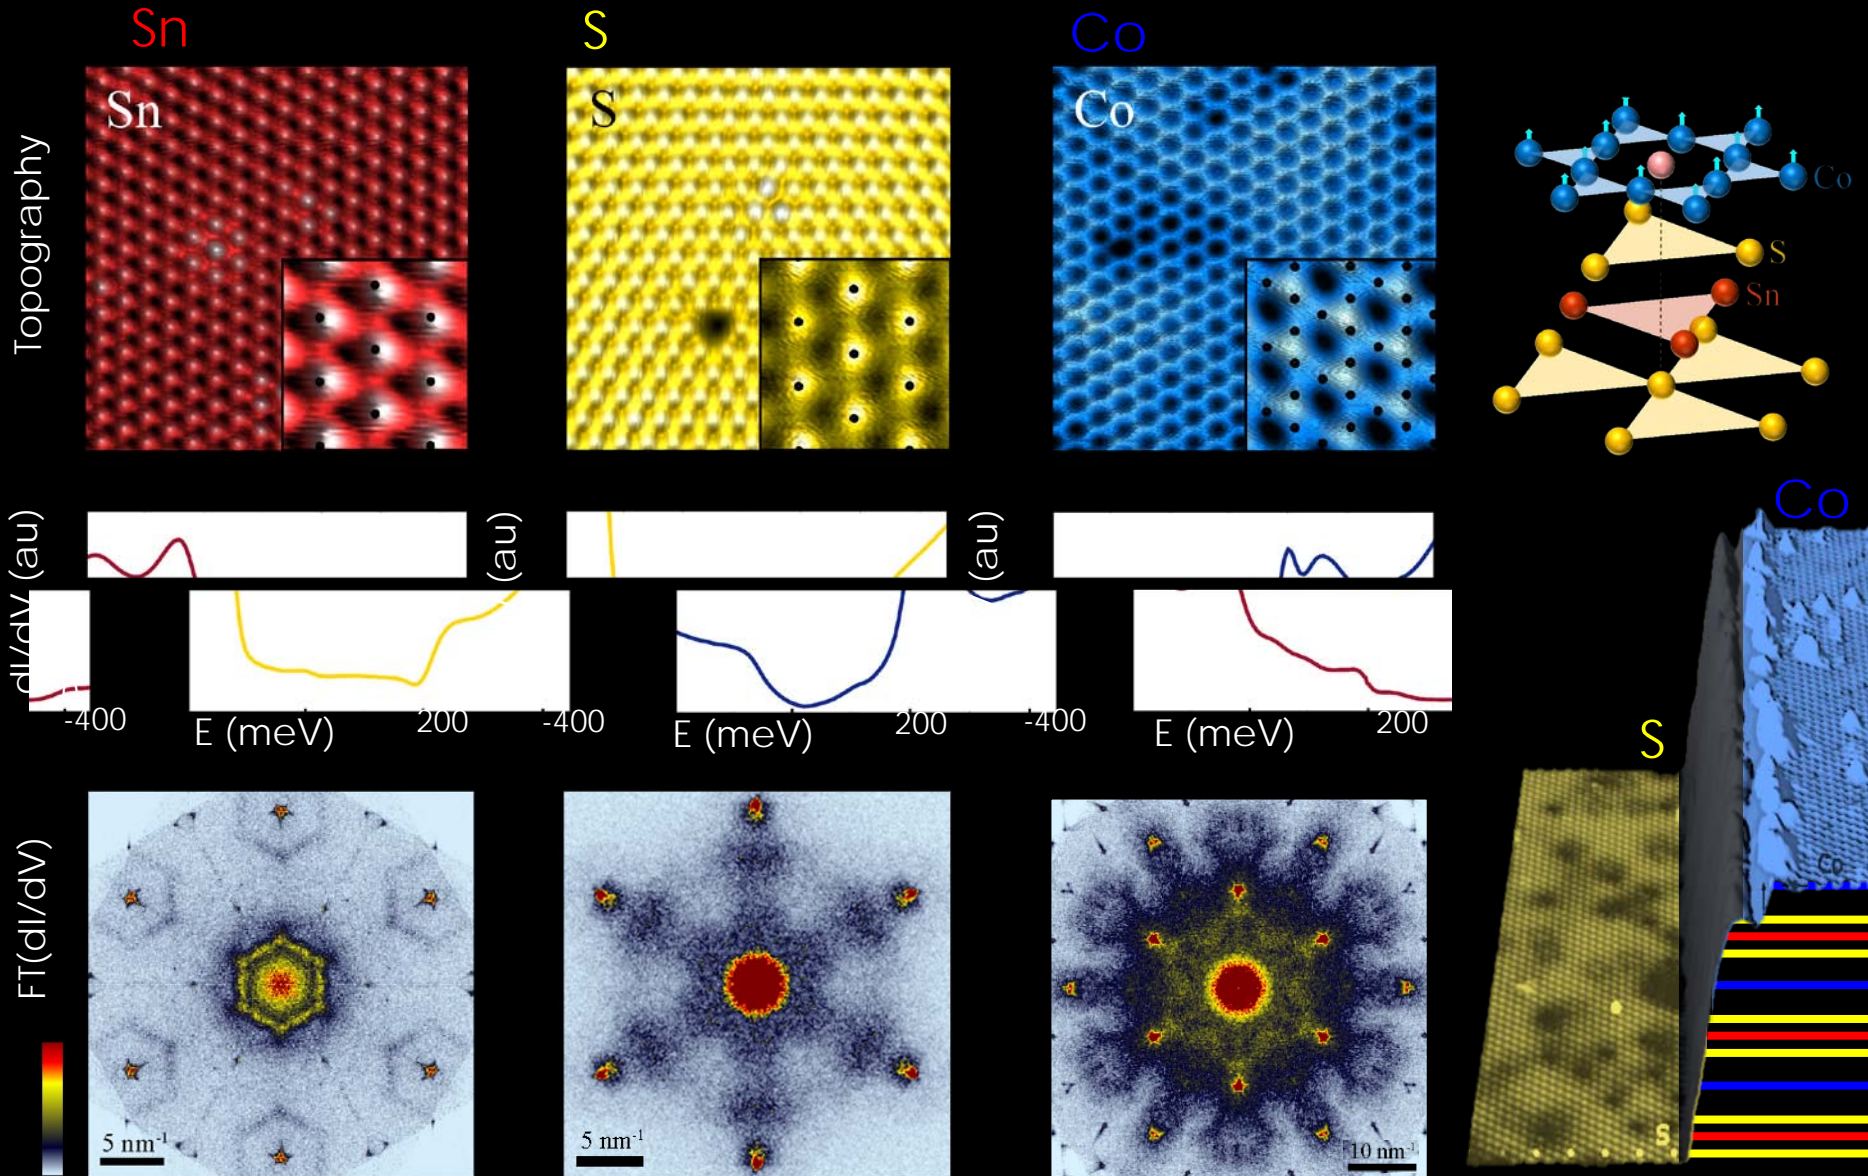 Sn
S
Co
Topography
Sn
S
Co
Co
S
Sn
dI/dV (au)
(au)
(au)
-400
E (meV)
200
-400
E (meV)
200
-400
E (meV)
200
Co
S
Co
S
FT(dI/dV)
5 nm-1
5 nm-1
10 nm-1